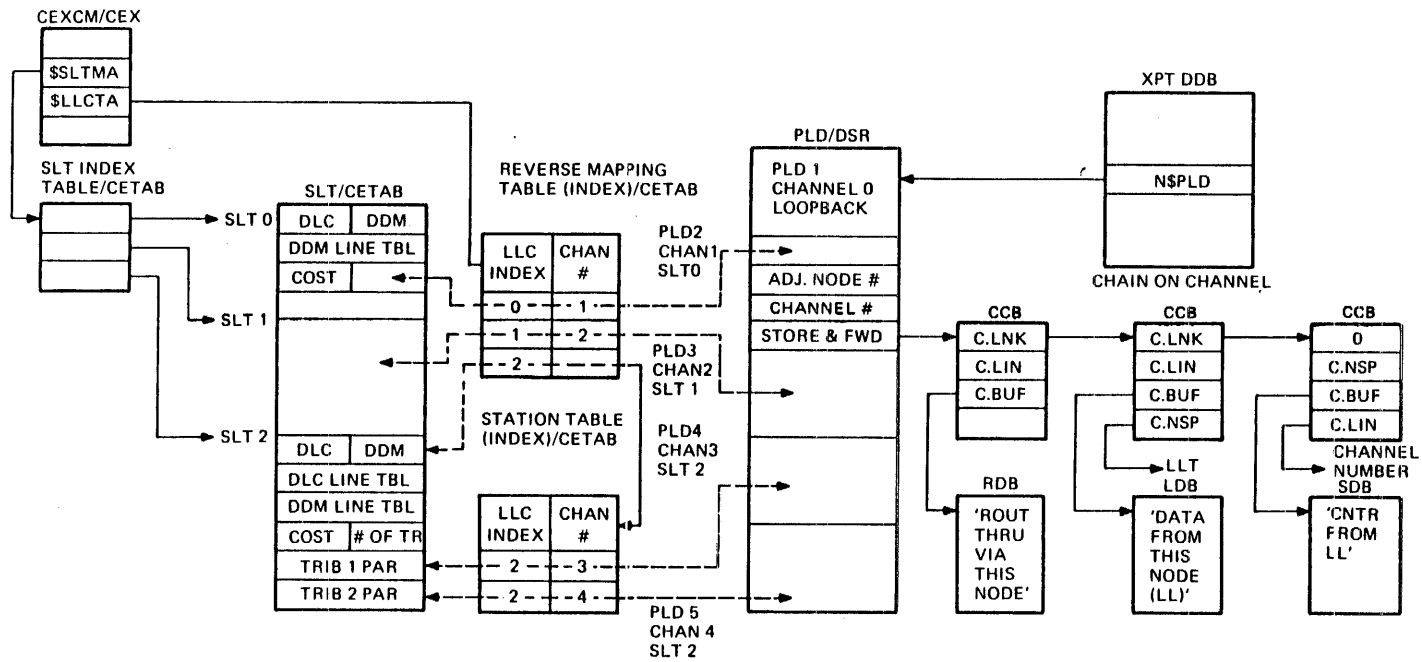 CEXCM/CEX
$SLTMA
$LLCTA
SLT INDEX
TABLE/CETAB
SLT/CETAB
SLT 0
DLC DDM
DDM LINE TBL
COST
SLT 1
SLT 2
DLC DDM
DLC LINE TBL
DDM LINE TBL
COST # OF TR
TRIB 1 PAR
TRIB 2 PAR
REVERSE MAPPING
TABLE (INDEX)/CETAB
LLC
INDEX
CHAN
#
0 1
1 2
2
STATION TABLE
(INDEX)/CETAB
LLC
INDEX
CHAN
#
2 3
2 4
PLD2
CHAN1
SLT0
PLD3
CHAN2
SLT 1
PLD4
CHAN3
SLT 2
PLD 5
CHAN 4
SLT 2
PLD/DSR
PLD 1
CHANNEL 0
LOOPBACK
ADJ. NODE #
CHANNEL #
STORE & FWD
XPT DDB
N$PLD
CHAIN ON CHANNEL
CCB
C.LNK
C.LIN
C.BUF
RDB
'ROUT
THRU
VIA
THIS
NODE'
CCB
C.LNK
C.LIN
C.BUF
C.NSP
LLT
LDB
'DATA
FROM
THIS
NODE
(LL)'
CCB
0
C.NSP
C.BUF
C.LIN
CHANNEL
NUMBER
SDB
'CNTR
FROM
LL'